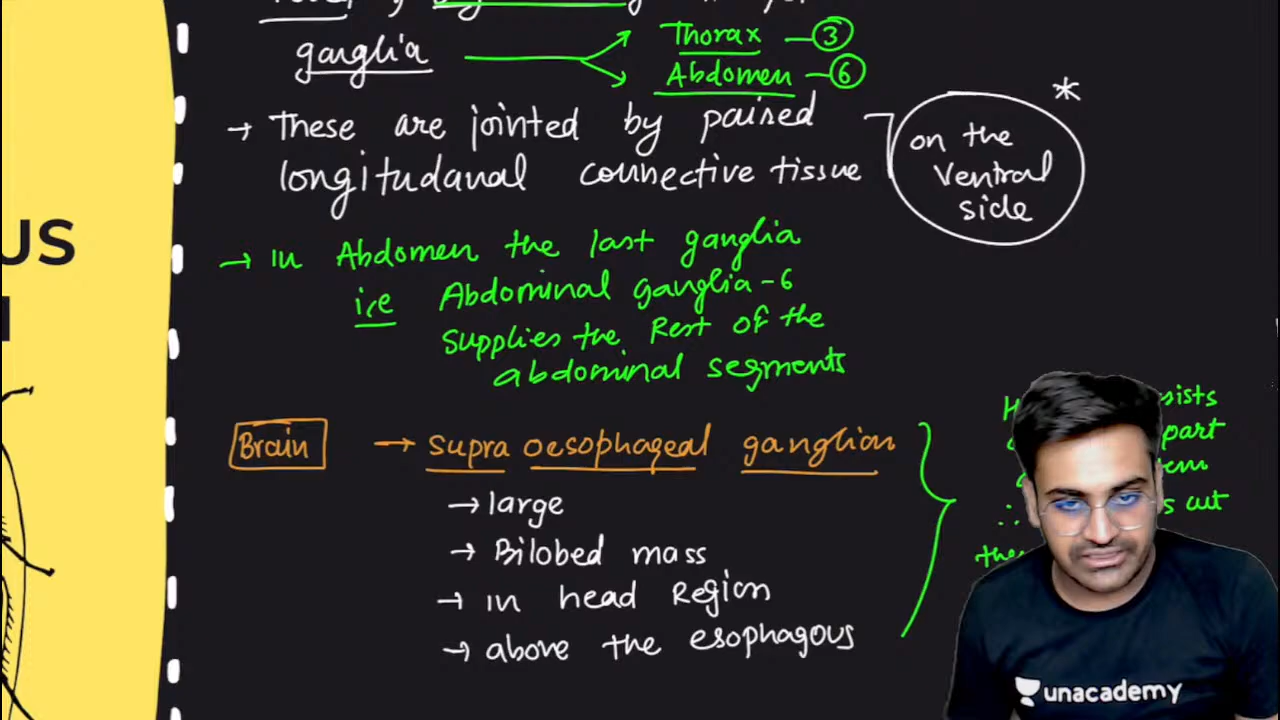 ganglia
Thorax - 3
Abdomen - 6
→ These are jointed by paired
longitudanal connective tissue
on the
ventral
side
*
→ in Abdomen the last ganglia
i,e Abdominal ganglia - 6
supplies the Rest of the
abdominal segments
Brain → supra oesophageal ganglion
→ large
→ Bilobed mass
→ in head Region
→ above the esophagous
part
∴
cut
US
unacademy